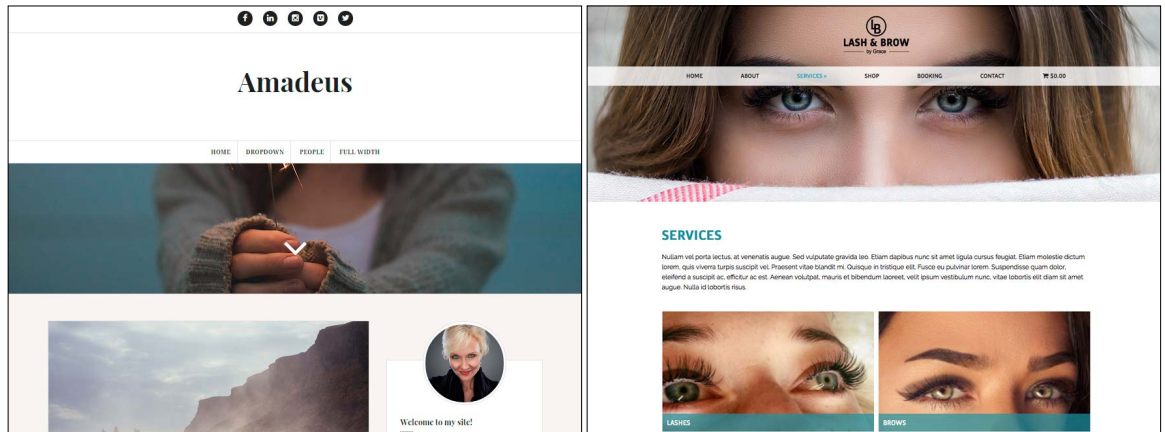 Amadeus
HOME DROPDOWN PEOPLE FULL WIDTH
Welcome to my site!
LB
LASH & BROW
by Grace
HOME ABOUT SERVICES » SHOP BOOKING CONTACT $0.00
SERVICES
Nullam vel porta lectus, at venenatis augue. Sed vulputate gravida leo. Etiam dapibus nunc sit amet ligula cursus feugiat. Etiam molestie dictum
lorem, quis viverra turpis suscipit vel. Praesent vitae blandit mi. Quisque in tristique elit. Fusce eu pulvinar lorem. Suspendisse quam dolor,
eleifend a suscipit ac, efficitur ac est. Aenean volutpat, mauris et bibendum laoreet, velit ipsum vestibulum nunc, vitae lobortis elit diam sit amet
augue. Nulla id lobortis risus.
LASHES
BROWS